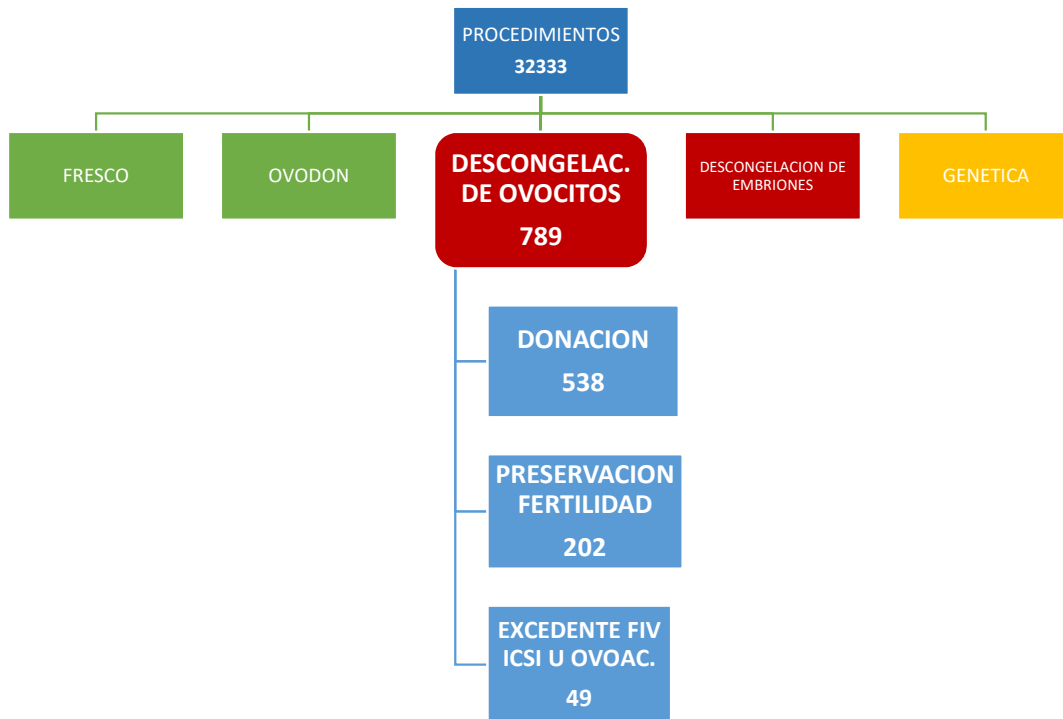 PROCEDIMIENTOS
32333
FRESCO
OVODON
DESCONGELAC.
DE OVOCITOS
789
DESCONGELACION DE
EMBRIONES
GENETICA
DONACION
538
PRESERVACION
FERTILIDAD
202
EXCEDENTE FIV
ICSI U OVOAC.
49